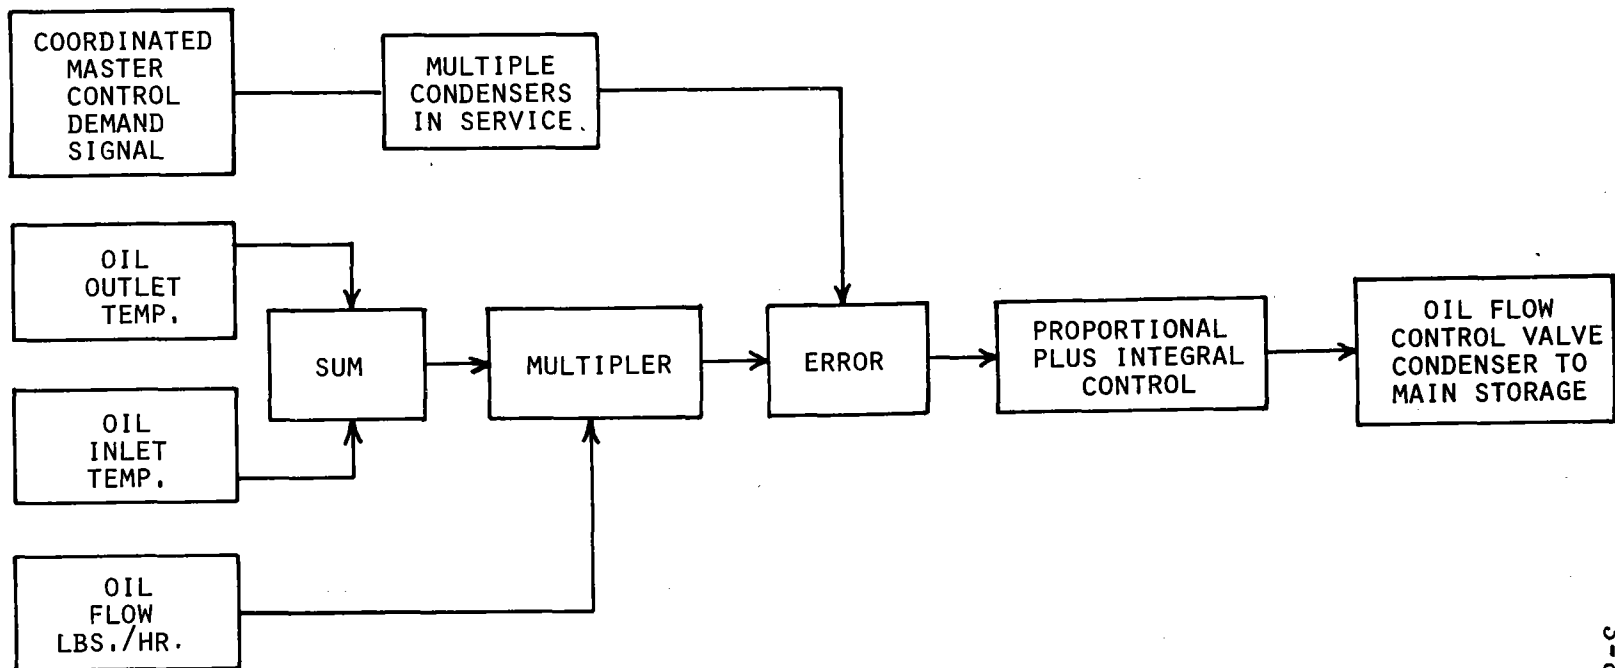 COORDINATED
MASTER
CONTROL
DEMAND
SIGNAL
MULTIPLE
CONDENSERS
IN SERVICE.
OIL
OUTLET
TEMP.
OIL
INLET
TEMP.
OIL
FLOW
LBS./HR.
SUM
MULTIPLER
ERROR
PROPORTIONAL
PLUS INTEGRAL
CONTROL
OIL FLOW
CONTROL VALVE
CONDENSER TO
MAIN STORAGE